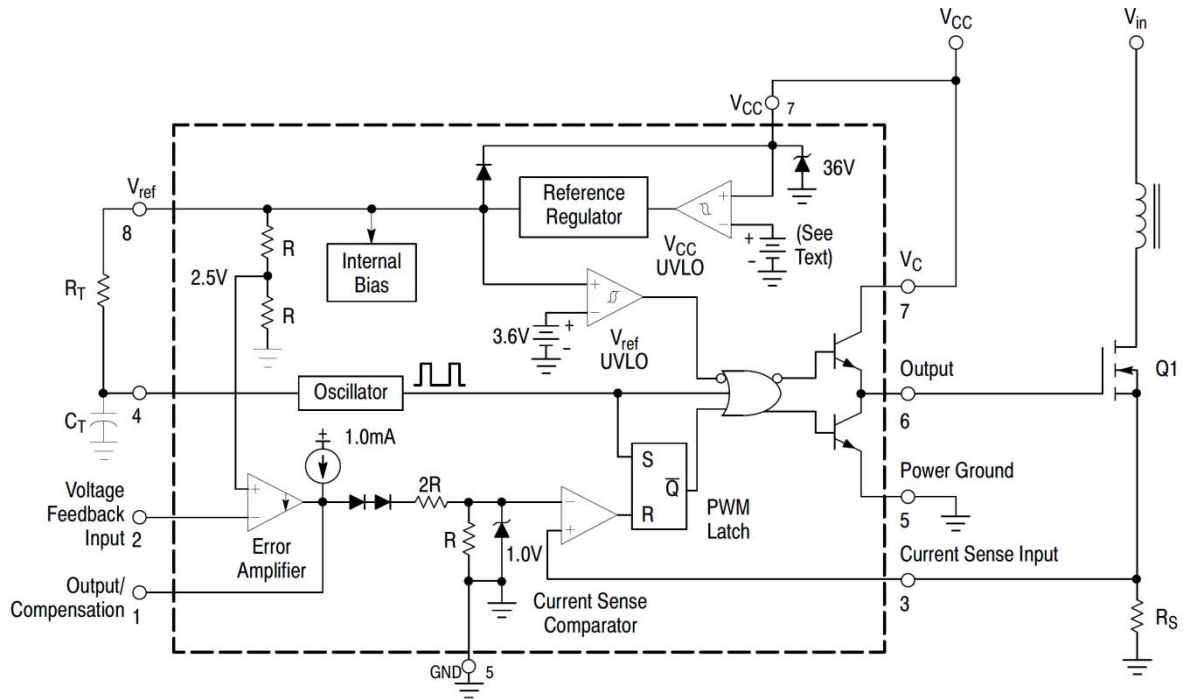 VCC
Vin
VCC
7
36V
Vref
8
Reference
Regulator
+
−
(See
Text)
+
-
VCC
UVLO
R
2.5V
Internal
Bias
RT
R
+
−
3.6V
+
-
Vref
UVLO
VC
7
Oscillator
4
CT
Output
6
Q1
+
1.0mA
S
Q
R
PWM
Latch
Power Ground
5
Voltage
Feedback
Input 2
+
−
Error
Amplifier
2R
R
1.0V
−
+
Current Sense
Comparator
Current Sense Input
3
Output/
Compensation 1
RS
GND 5